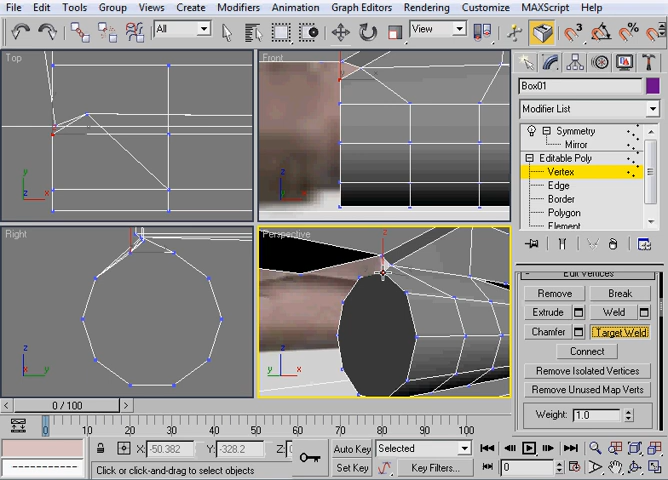 File Edit Tools Group Views Create Modifiers Animation Graph Editors Rendering Customize MAXScript Help
All View 3
Top Front
Box01
Modifier List
Symmetry
Mirror
Editable Poly
Vertex
Edge
Border
Polygon
Element
y z x
Right Perspective
Edit Vertices
Remove Break
Extrude Weld
Chamfer Target Weld
Connect
Remove Isolated Vertices
Remove Unused Map Verts
Weight: 1.0
z y x
0 / 100
0 10 20 30 40 50 60 70 80 90 100
X: -50.382 Y: -328.2 Z: Auto Key Selected
Click or click-and-drag to select objects Set Key Key Filters... 0